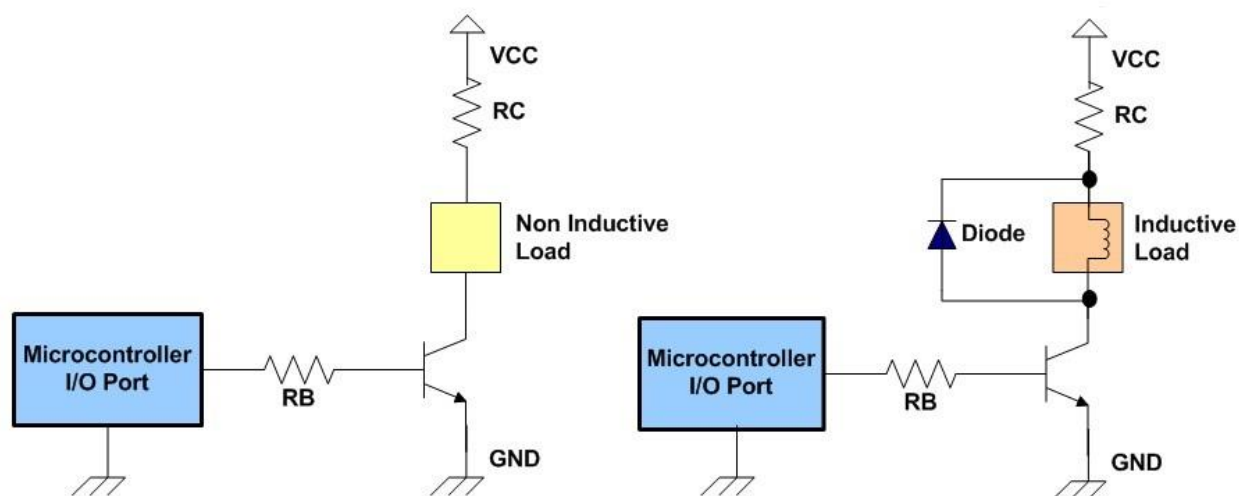 VCC
RC
Non Inductive
Load
Microcontroller
I/O Port
RB
GND
VCC
RC
Diode
Inductive
Load
Microcontroller
I/O Port
RB
GND